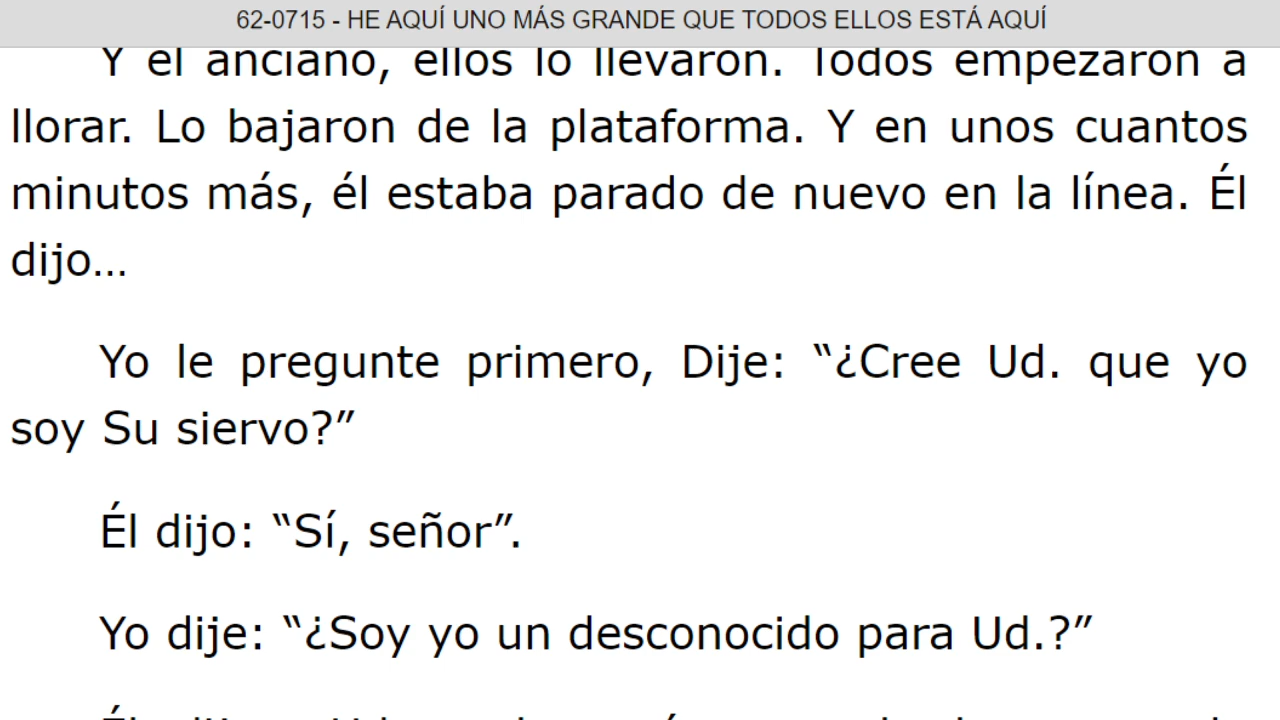 62-0715 - HE AQUÍ UNO MÁS GRANDE QUE TODOS ELLOS ESTÁ AQUÍ
Y el anciano, ellos lo llevaron. Todos empezaron a
llorar. Lo bajaron de la plataforma. Y en unos cuantos
minutos más, él estaba parado de nuevo en la línea. Él
dijo…
Yo le pregunte primero, Dije: “¿Cree Ud. que yo
soy Su siervo?”
Él dijo: “Sí, señor”.
Yo dije: “¿Soy yo un desconocido para Ud.?”